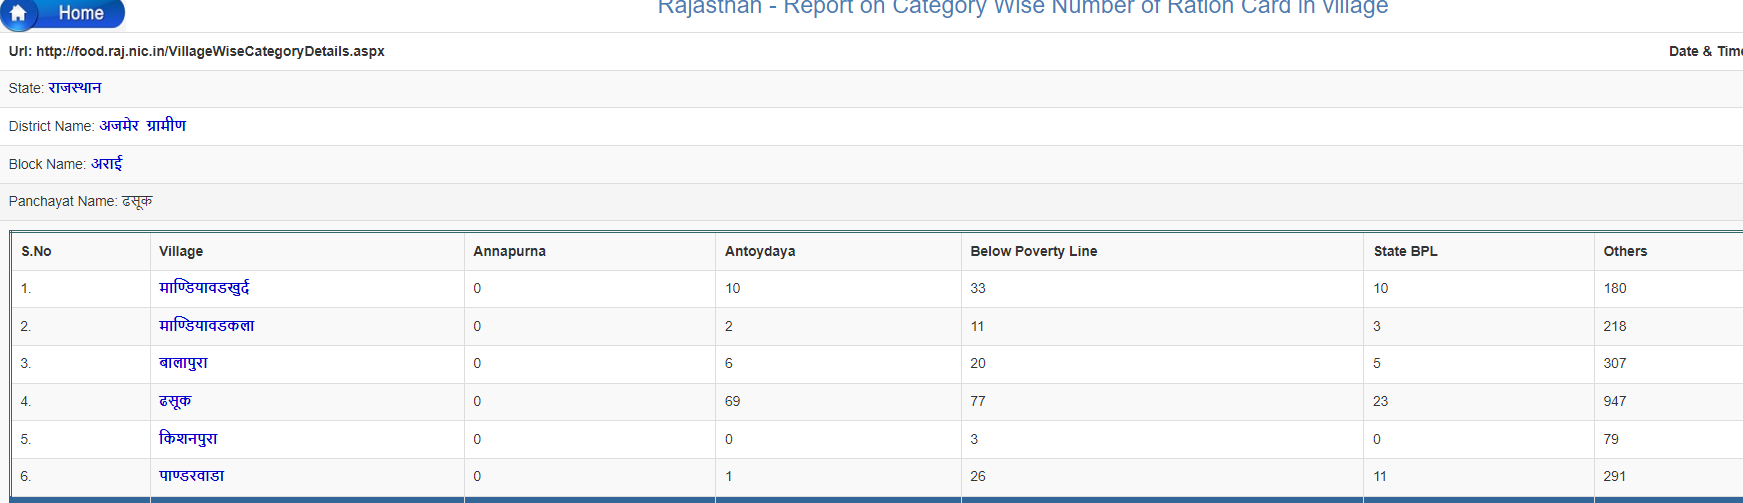 Home
Rajasthan - Report on Category Wise Number of Ration Card in village
Url: http://food.raj.nic.in/VillageWiseCategoryDetails.aspx Date & Time
State: राजस्थान
District Name: अजमेर ग्रामीण
Block Name: अराई
Panchayat Name: ढसूक
S.No Village Annapurna Antoydaya Below Poverty Line State BPL Others
1. माण्डियावडखुर्द 0 10 33 10 180
2. माण्डियावडकला 0 2 11 3 218
3. बालापुरा 0 6 20 5 307
4. ढसूक 0 69 77 23 947
5. किशनपुरा 0 0 3 0 79
6. पाण्डरवाडा 0 1 26 11 291